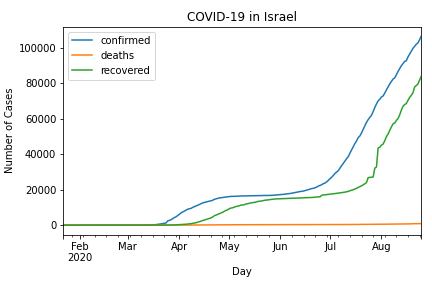 COVID-19 in Israel
confirmed
deaths
recovered
Number of Cases
100000
80000
60000
40000
20000
0
Feb Mar Apr May Jun Jul Aug
2020
Day